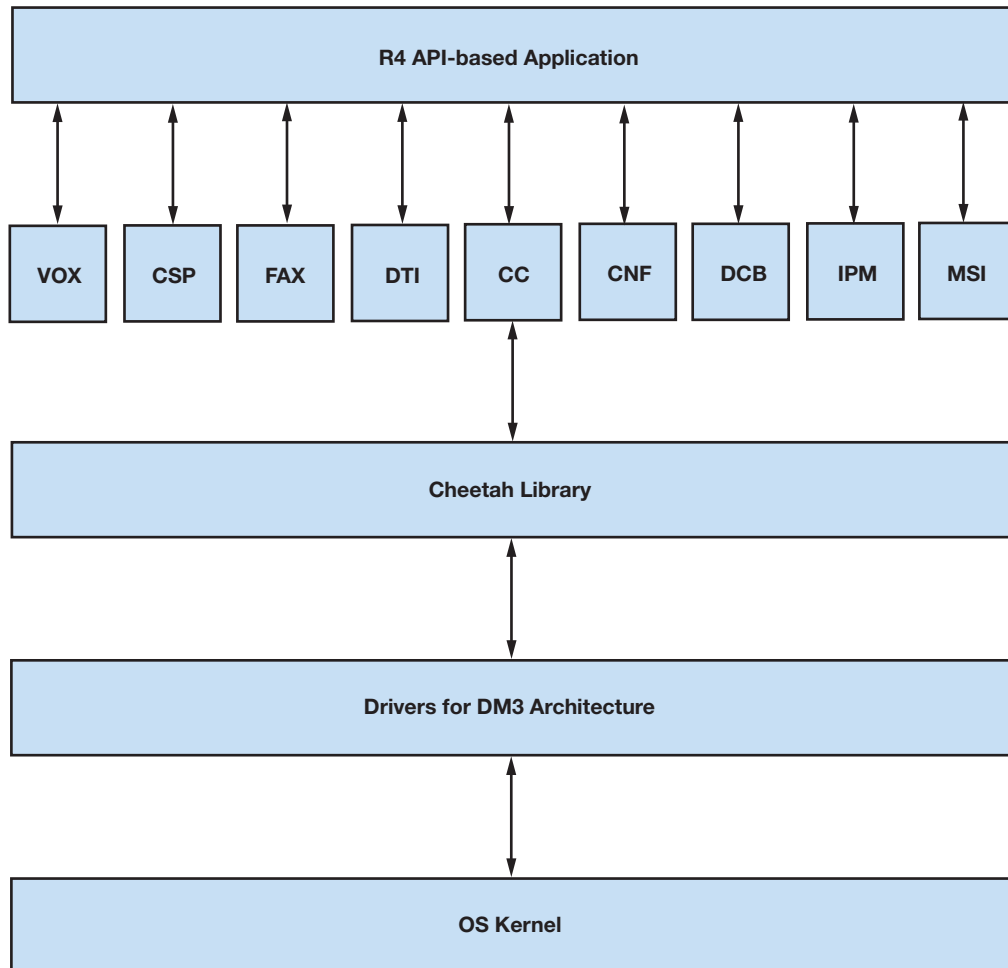 R4 API-based Application
VOX CSP FAX DTI CC CNF DCB IPM MSI
Cheetah Library
Drivers for DM3 Architecture
OS Kernel